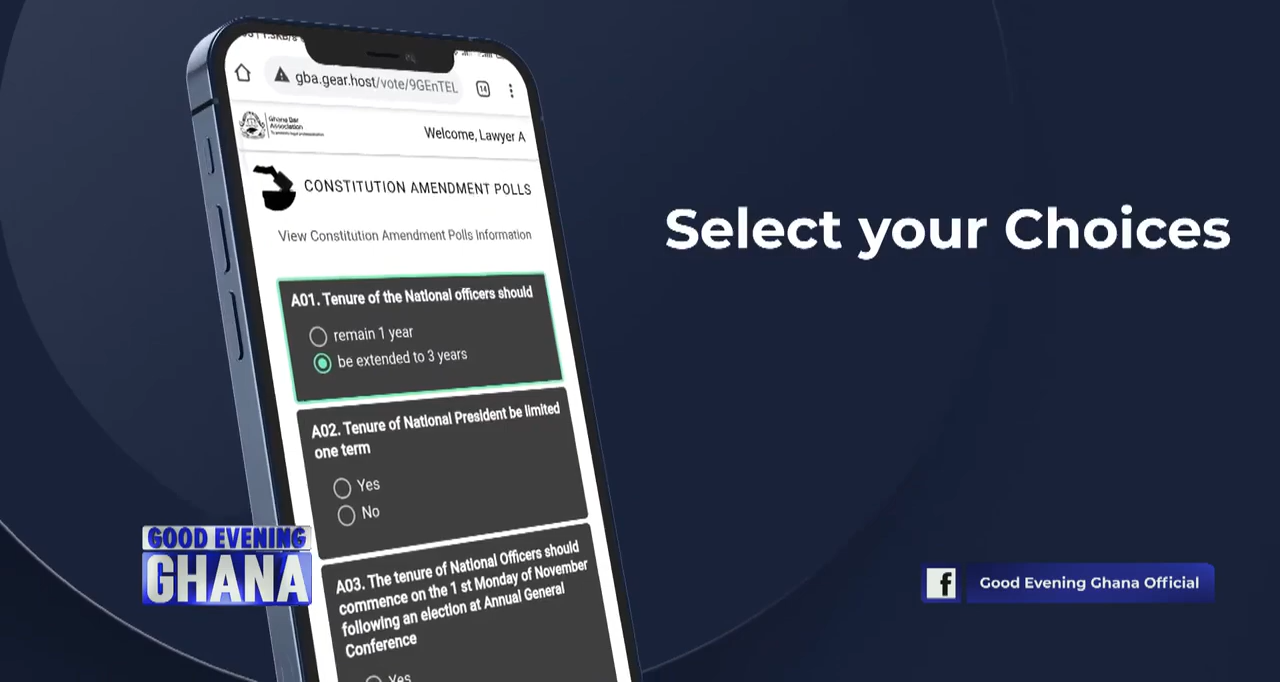 gba.gear.host/vote/9GEnTEL
14
Ghana Bar
Association
Welcome, Lawyer A
CONSTITUTION AMENDMENT POLLS
View Constitution Amendment Polls Information
Select your Choices
A01. Tenure of the National officers should
remain 1 year
be extended to 3 years
A02. Tenure of National President be limited
one term
Yes
No
A03. The tenure of National Officers should
commence on the 1 st Monday of November
following an election at Annual General
Conference
Yes
GOOD EVENING
GHANA
f
Good Evening Ghana Official